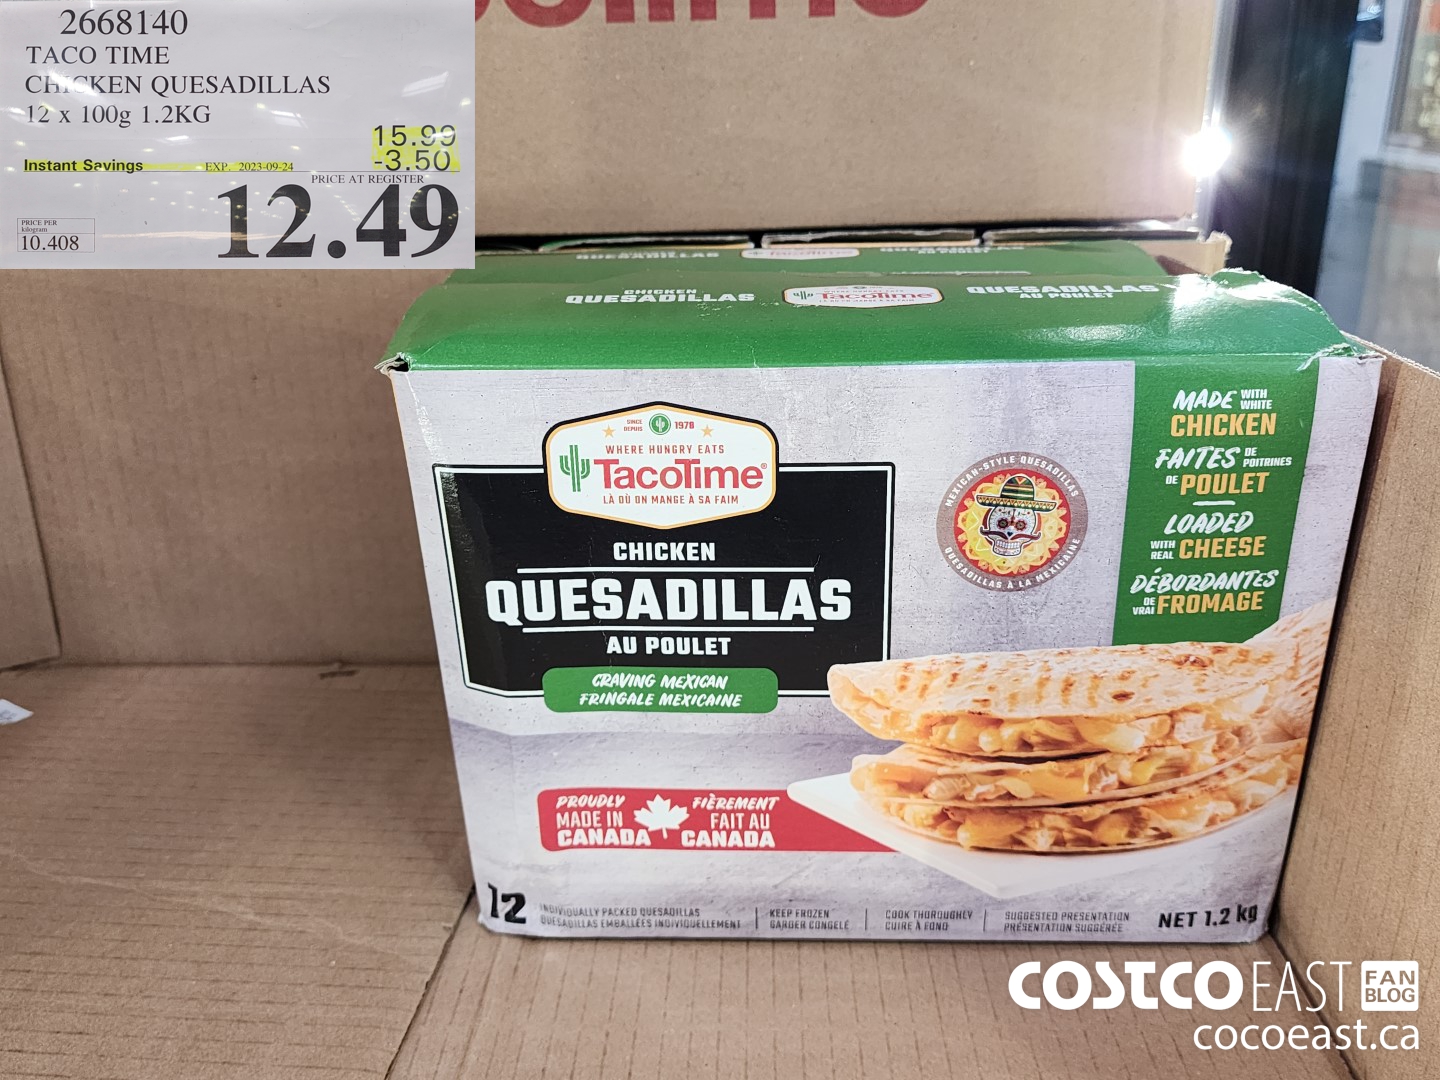 2668140
TACO TIME
CHICKEN QUESADILLAS
12 x 100g 1.2KG
15.99
-3.50
Instant Savings EXP. 2023-09-24
PRICE AT REGISTER
12.49
PRICE PER
kilogram
10.408
QUESADILLAS
TacoTime
AU POULET
CHICKEN
QUESADILLAS
TacoTime
QUESADILLAS
AU POULET
SINCE
DEPUIS
1978
WHERE HUNGRY EATS
TacoTime®
LÀ OÙ ON MANGE À SA FAIM
CHICKEN
QUESADILLAS
AU POULET
CRAVING MEXICAN
FRINGALE MEXICAINE
MEXICAN-STYLE QUESADILLAS
QUESADILLAS À LA MEXICAINE
MADE WITH WHITE
CHICKEN
FAITES DE POITRINES
DE POULET
LOADED
WITH REAL CHEESE
DÉBORDANTES
DE VRAI FROMAGE
PROUDLY
MADE IN
CANADA
FIÈREMENT
FAIT AU
CANADA
12
INDIVIDUALLY PACKED QUESADILLAS
QUESADILLAS EMBALLÉES INDIVIDUELLEMENT
KEEP FROZEN
GARDER CONGELÉ
COOK THOROUGHLY
CUIRE À FOND
SUGGESTED PRESENTATION
PRÉSENTATION SUGGÉRÉE
NET 1.2 kg
COSTCO EAST FAN BLOG
cocoeast.ca